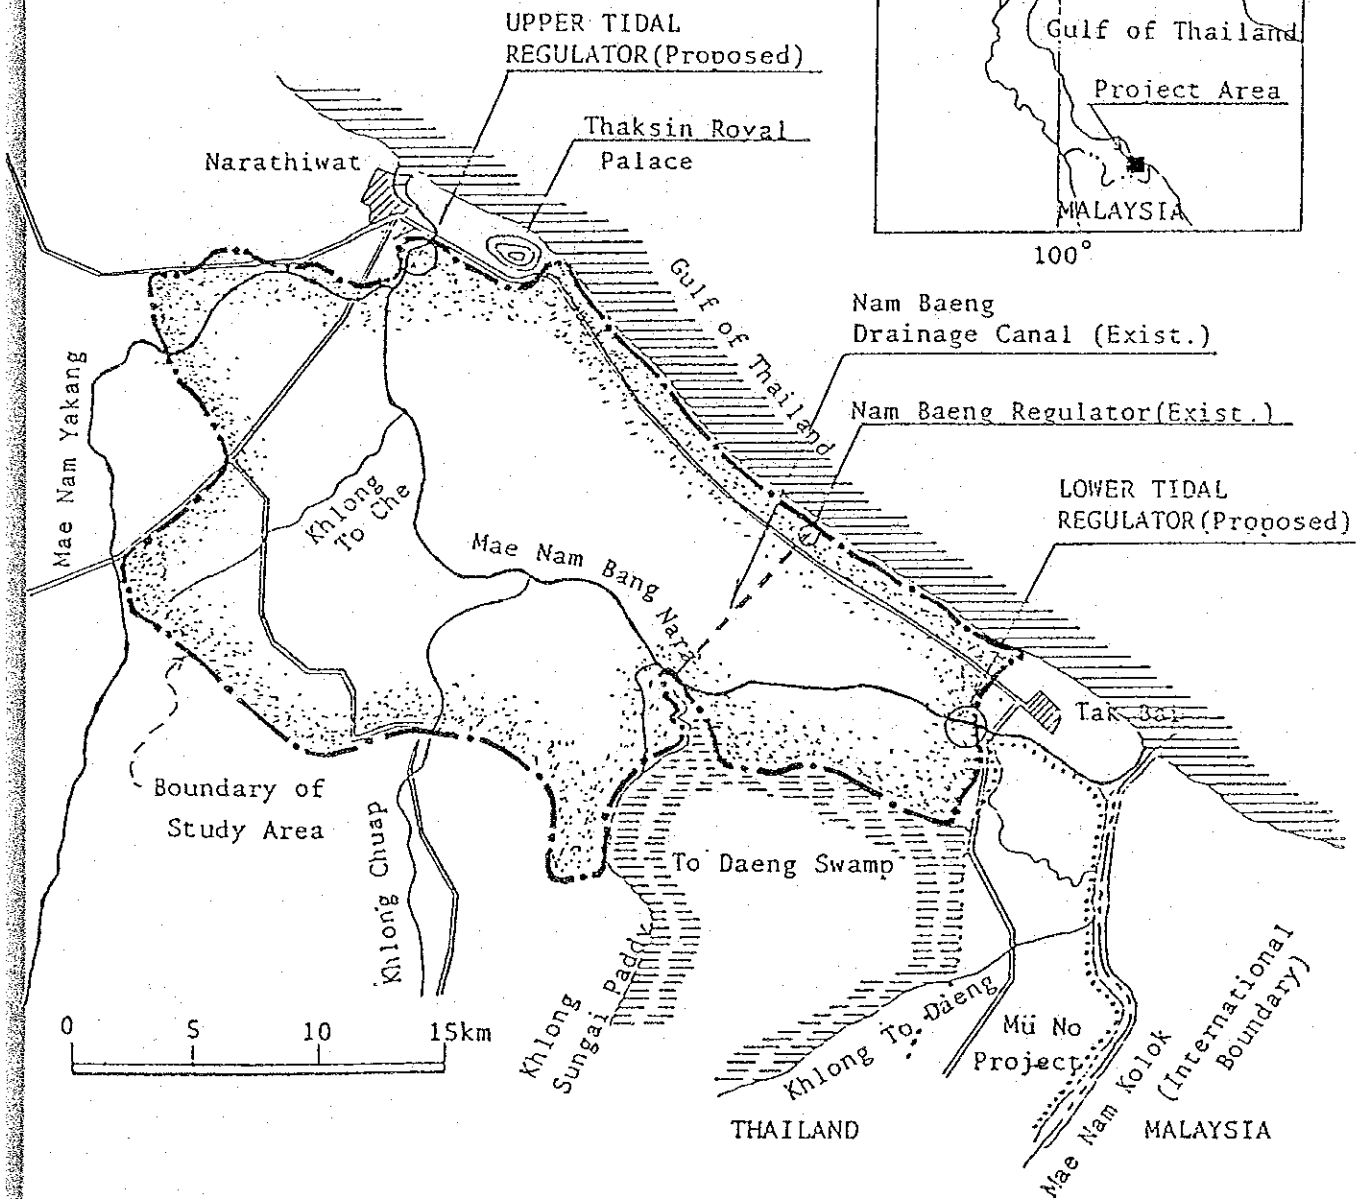 UPPER TIDAL
REGULATOR(Proposed)
Gulf of Thailand
Project Area
MALAYSIA
100°
Thaksin Royal
Palace
Narathiwat
Gulf of Thailand
Nam Baeng
Drainage Canal (Exist.)
Nam Baeng Regulator(Exist.)
LOWER TIDAL
REGULATOR(Proposed)
Mae Nam Yakang
Khlong
To Che
Mae Nam Bang Nara
Tak Bai
Boundary of
Study Area
Khlong Chuap
To Daeng Swamp
0 5 10 15km
Khlong
Sungai Paddy
Khlong To Daeng
Mü No
Project
Mae Nam Kolok
(International
Boundary)
THAILAND
MALAYSIA